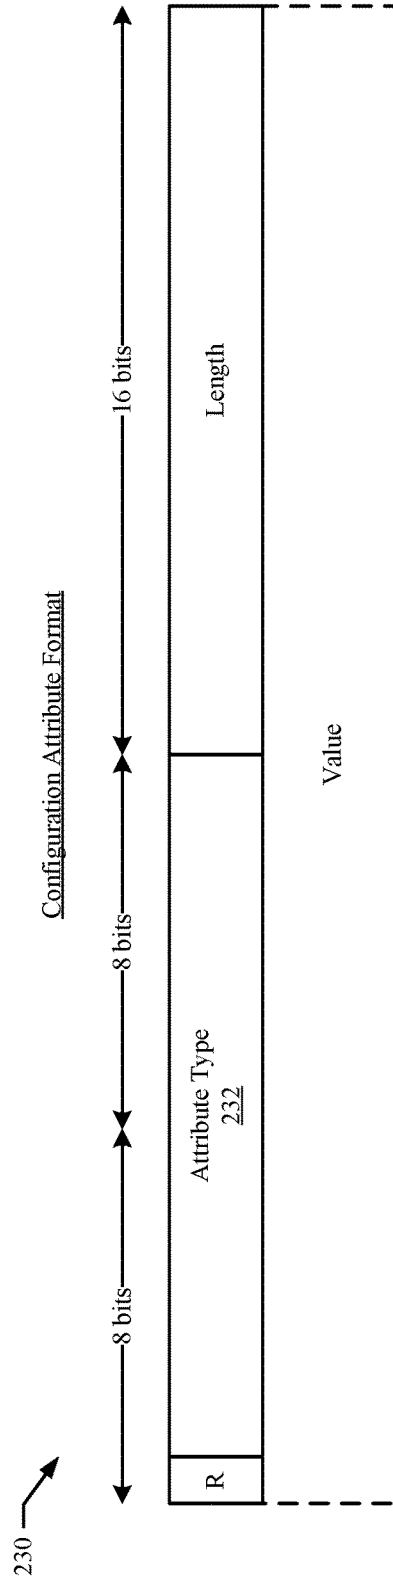 230
Configuration Attribute Format
8 bits
8 bits
16 bits
R
Attribute Type
232
Length
Value